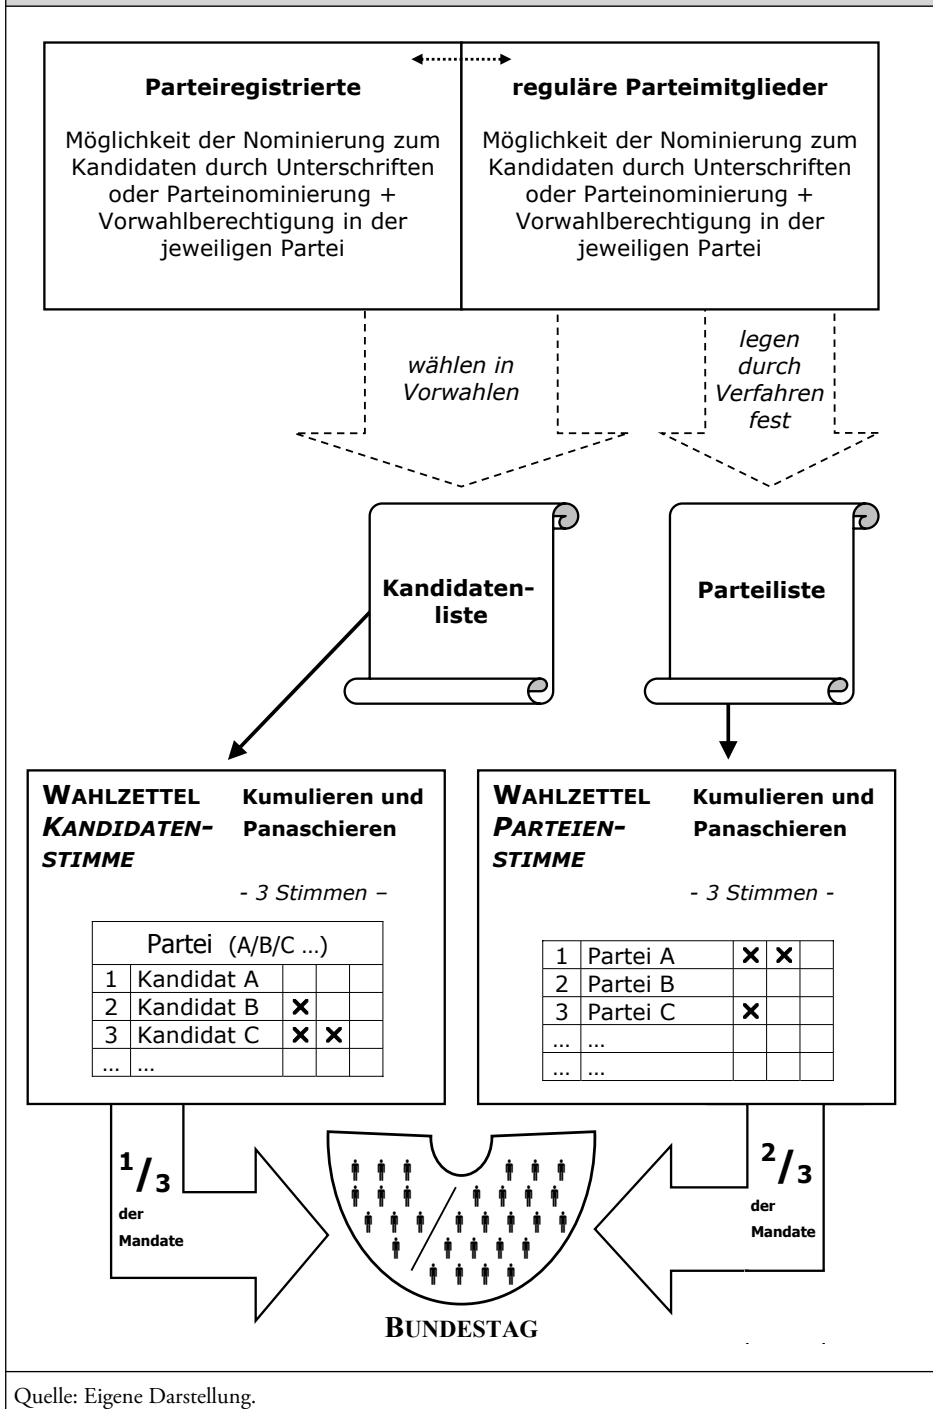 Parteiregistrierte
Möglichkeit der Nominierung zum
Kandidaten durch Unterschriften
oder Parteinominierung +
Vorwahlberechtigung in der
jeweiligen Partei
reguläre Parteimitglieder
Möglichkeit der Nominierung zum
Kandidaten durch Unterschriften
oder Parteinominierung +
Vorwahlberechtigung in der
jeweiligen Partei
wählen in
Vorwahlen
legen
durch
Verfahren
fest
Kandidaten-
liste
Parteiliste
WAHLZETTEL Kumulieren und
KANDIDATEN- Panaschieren
STIMME
- 3 Stimmen –
Partei (A/B/C ...)
1 Kandidat A
2 Kandidat B ×
3 Kandidat C × ×
... ...
WAHLZETTEL Kumulieren und
PARTEIEN- Panaschieren
STIMME
- 3 Stimmen -
1 Partei A × ×
2 Partei B
3 Partei C ×
... ...
... ...
1/3
der
Mandate
2/3
der
Mandate
BUNDESTAG
Quelle: Eigene Darstellung.